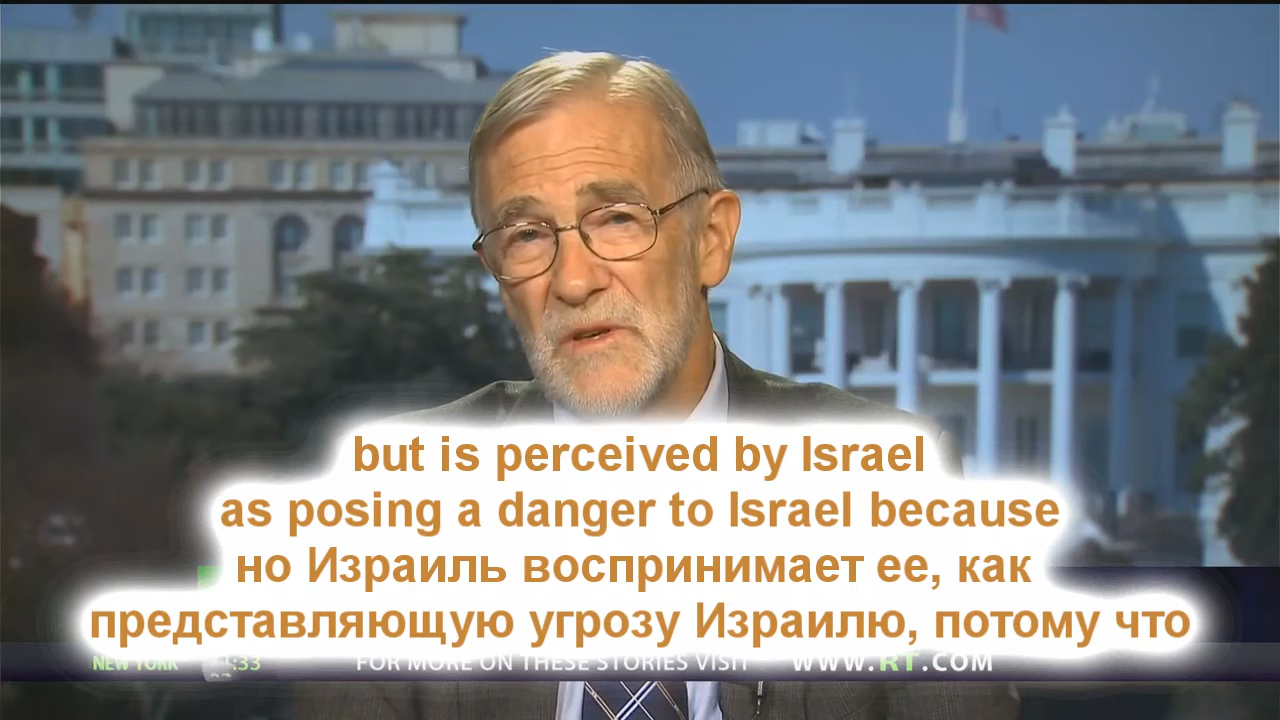 but is perceived by Israel
as posing a danger to Israel because
но Израиль воспринимает ее, как
представляющую угрозу Израилю, потому что
NEW YORK :33 FOR MORE ON THESE STORIES VISIT WWW.RT.COM